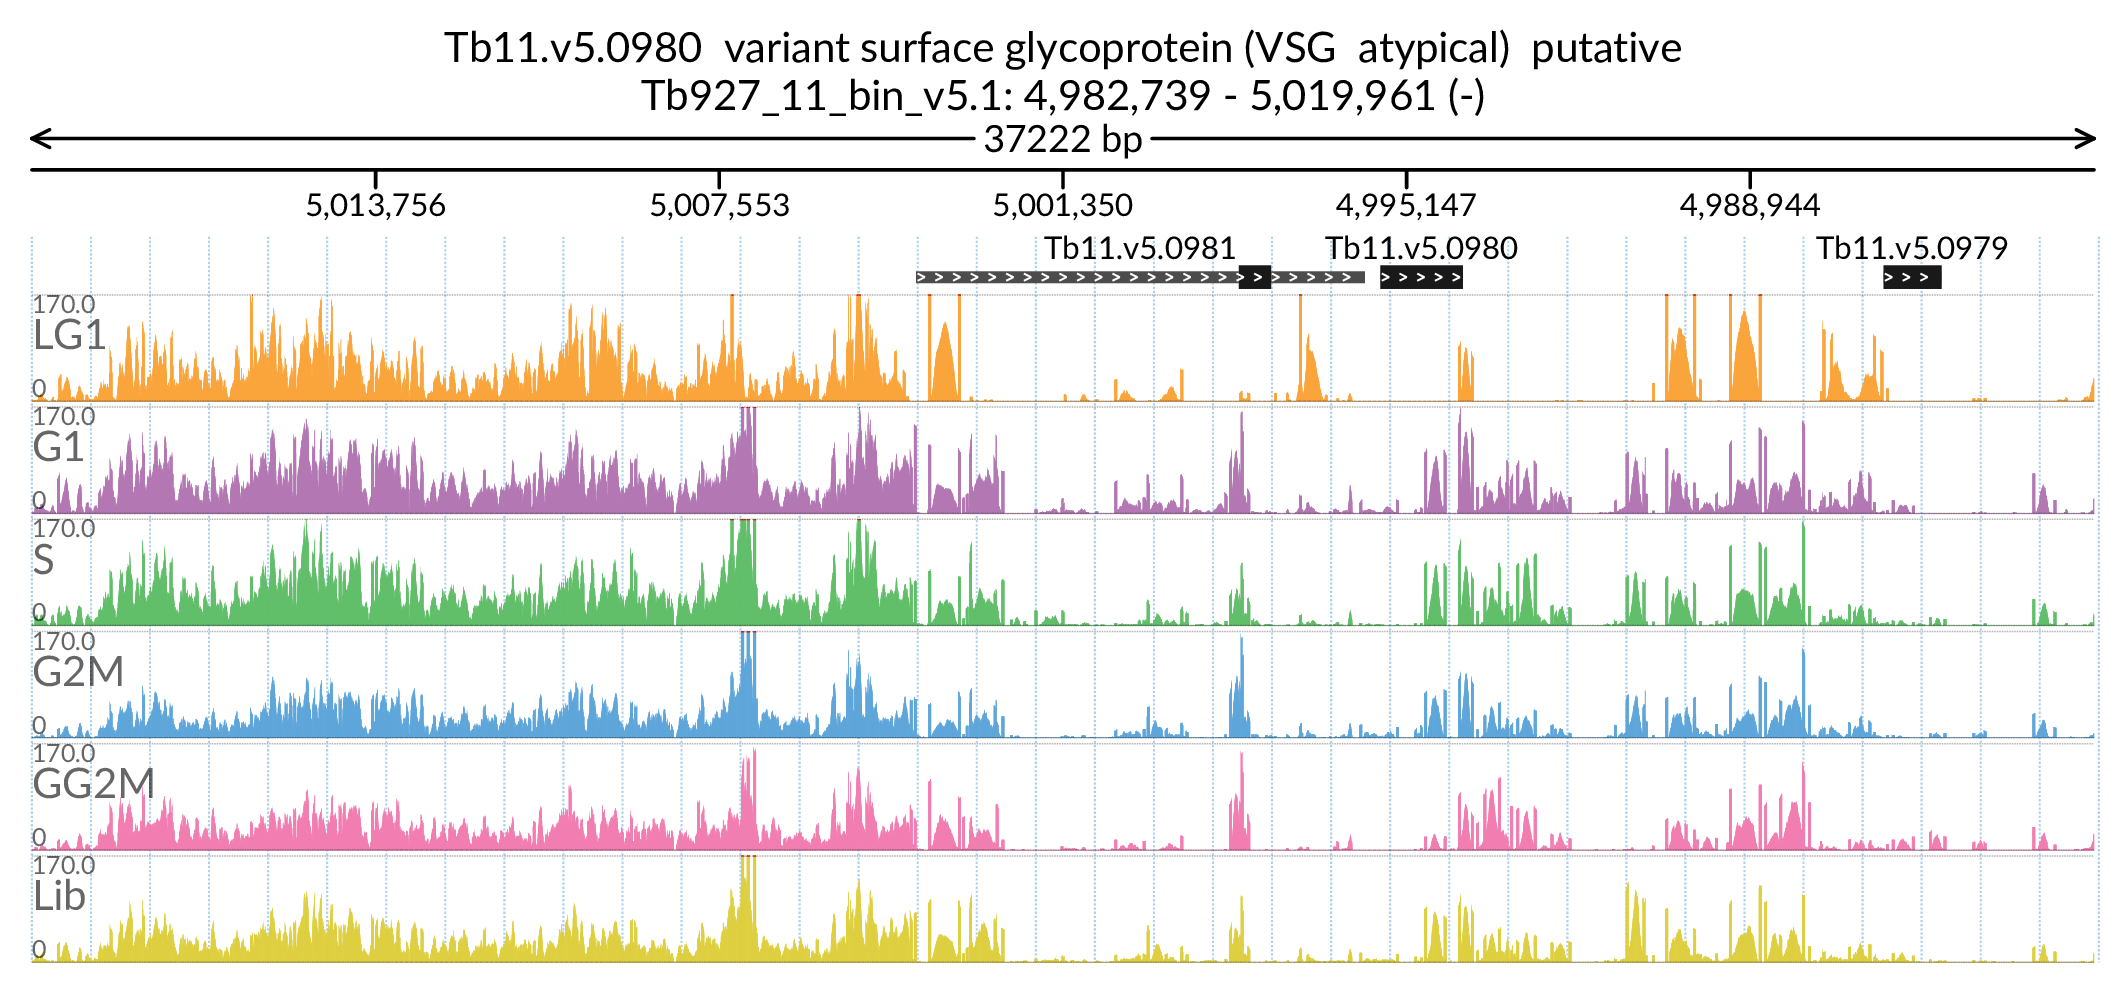 Tb11.v5.0980 variant surface glycoprotein (VSG atypical) putative
Tb927_11_bin_v5.1: 4,982,739 - 5,019,961 (-)
37222 bp
5,013,756 5,007,553 5,001,350 4,995,147 4,988,944
Tb11.v5.0981 Tb11.v5.0980 Tb11.v5.0979
170.0
LG1
0
170.0
G1
0
170.0
S
0
170.0
G2M
0
170.0
GG2M
0
170.0
Lib
0